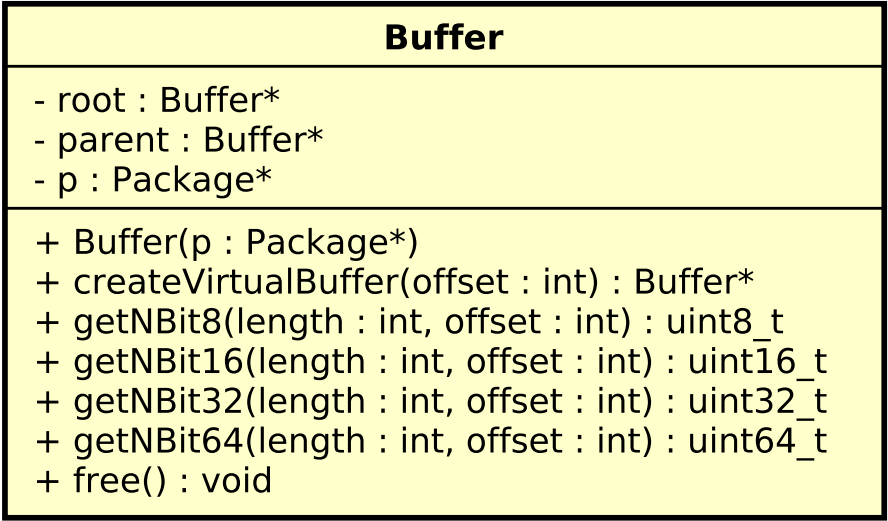 Buffer
- root : Buffer*
- parent : Buffer*
- p : Package*
+ Buffer(p : Package*)
+ createVirtualBuffer(offset : int) : Buffer*
+ getNBit8(length : int, offset : int) : uint8_t
+ getNBit16(length : int, offset : int) : uint16_t
+ getNBit32(length : int, offset : int) : uint32_t
+ getNBit64(length : int, offset : int) : uint64_t
+ free() : void